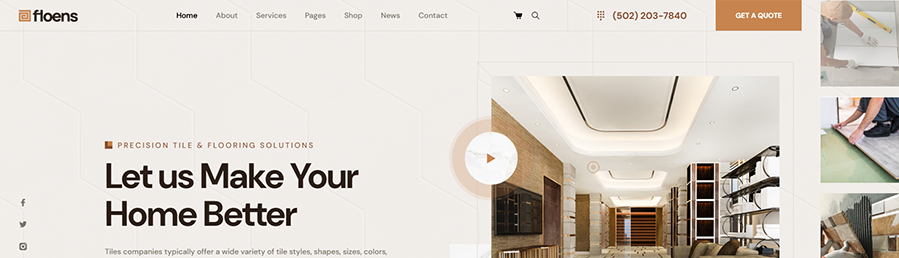 floens
Home About Services Pages Shop News Contact
(502) 203-7840
GET A QUOTE
PRECISION TILE & FLOORING SOLUTIONS
Let us Make Your
Home Better
Tiles companies typically offer a wide variety of tile styles, shapes, sizes, colors,